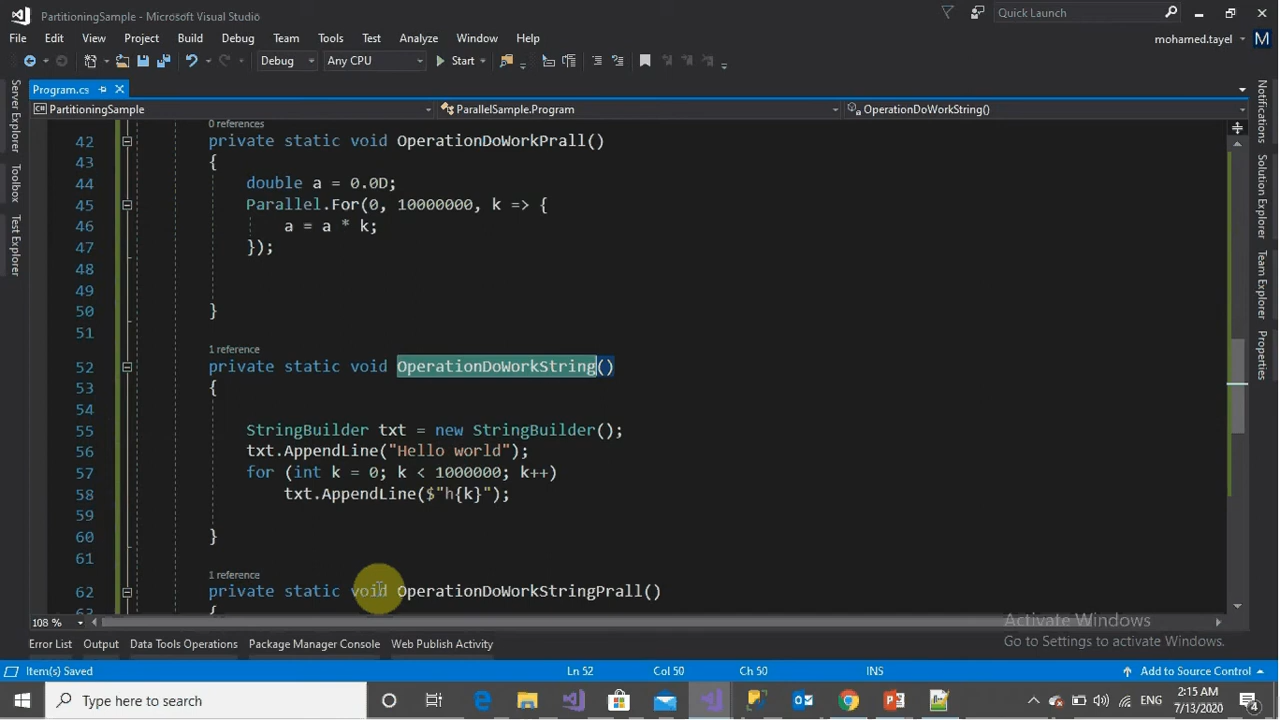 PartitioningSample - Microsoft Visual Studio
Quick Launch
File Edit View Project Build Debug Team Tools Test Analyze Window Help
mohamed.tayel M
Debug Any CPU Start
Program.cs
PartitioningSample ParallelSample.Program OperationDoWorkString()
Server Explorer
Toolbox
Test Explorer
Notifications
Solution Explorer
Team Explorer
Properties
0 references
42 private static void OperationDoWorkPrall()
43 {
44 double a = 0.0D;
45 Parallel.For(0, 10000000, k => {
46 a = a * k;
47 });
48
49
50 }
51
1 reference
52 private static void OperationDoWorkString()
53 {
54
55 StringBuilder txt = new StringBuilder();
56 txt.AppendLine("Hello world");
57 for (int k = 0; k < 1000000; k++)
58 txt.AppendLine($"h{k}");
59
60 }
61
1 reference
62 private static void OperationDoWorkStringPrall()
63 {
108 %
Activate Windows
Go to Settings to activate Windows.
Error List Output Data Tools Operations Package Manager Console Web Publish Activity
Item(s) Saved Ln 52 Col 50 Ch 50 INS Add to Source Control
Type here to search ENG 2:15 AM
7/13/2020 4